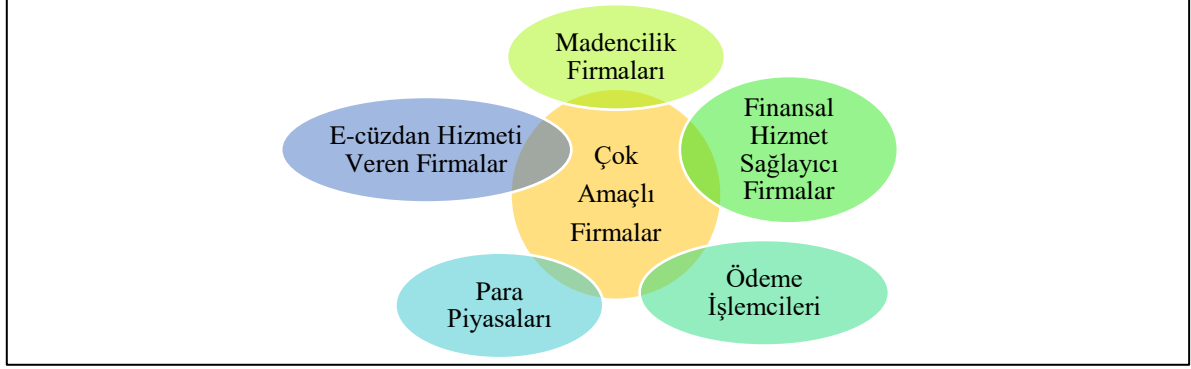 Madencilik
Firmaları
Finansal
Hizmet
Sağlayıcı
Firmalar
E-cüzdan Hizmeti
Veren Firmalar
Çok
Amaçlı
Firmalar
Ödeme
İşlemcileri
Para
Piyasaları